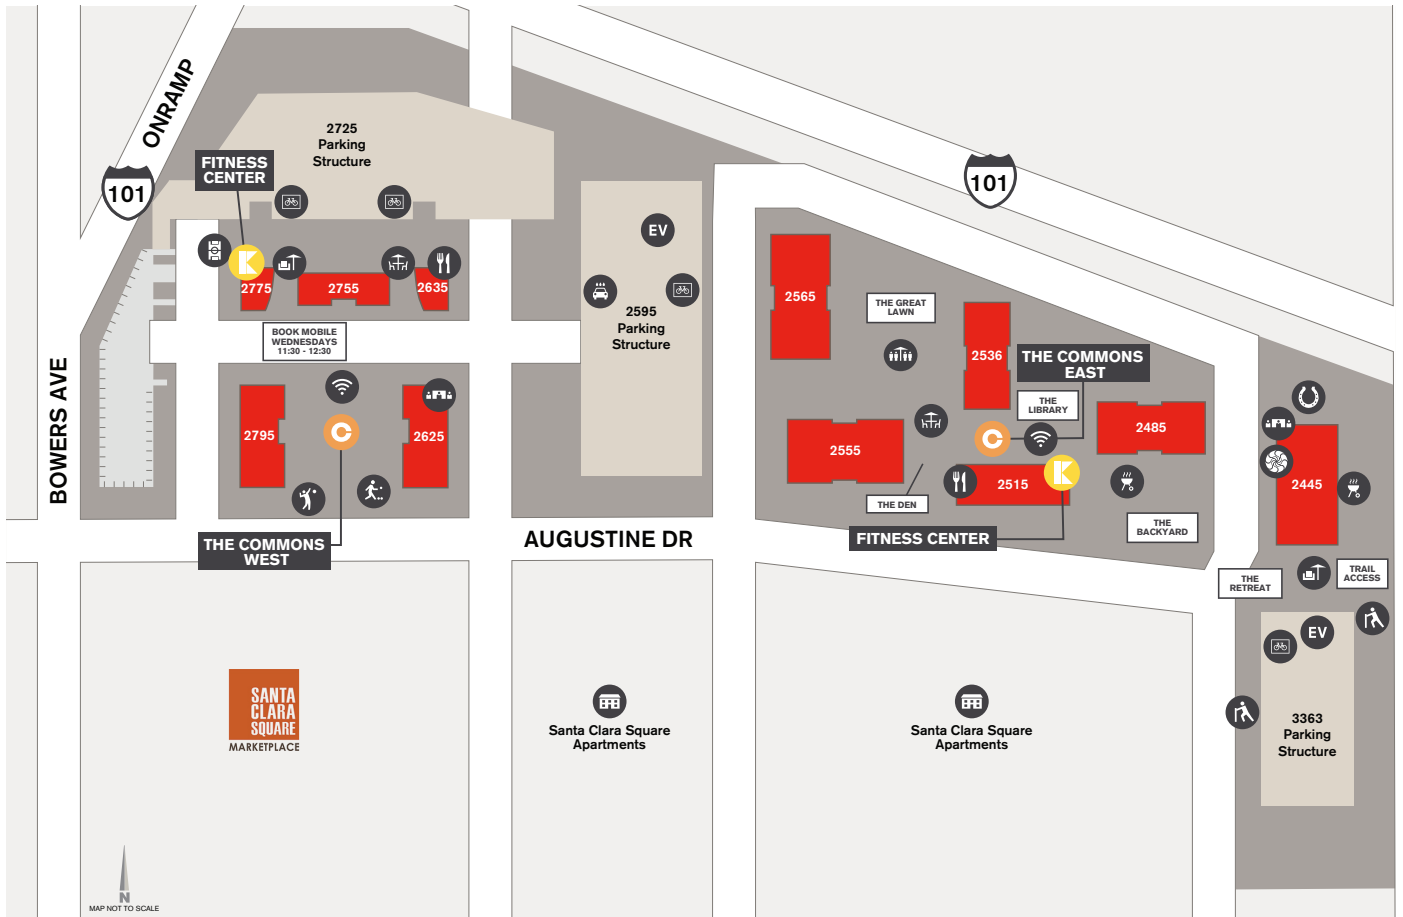 ONRAMP
101
FITNESS
CENTER
2725
Parking
Structure
101
EV
2595
Parking
Structure
2775
2755
2635
BOOK MOBILE
WEDNESDAYS
11:30 - 12:30
2565
THE GREAT
LAWN
2536
THE COMMONS
EAST
THE
LIBRARY
BOWERS AVE
2795
2625
2555
2485
2515
2445
THE DEN
THE
BACKYARD
THE COMMONS
WEST
AUGUSTINE DR
FITNESS CENTER
THE
RETREAT
TRAIL
ACCESS
EV
3363
Parking
Structure
SANTA
CLARA
SQUARE
MARKETPLACE
Santa Clara Square
Apartments
Santa Clara Square
Apartments
N
MAP NOT TO SCALE